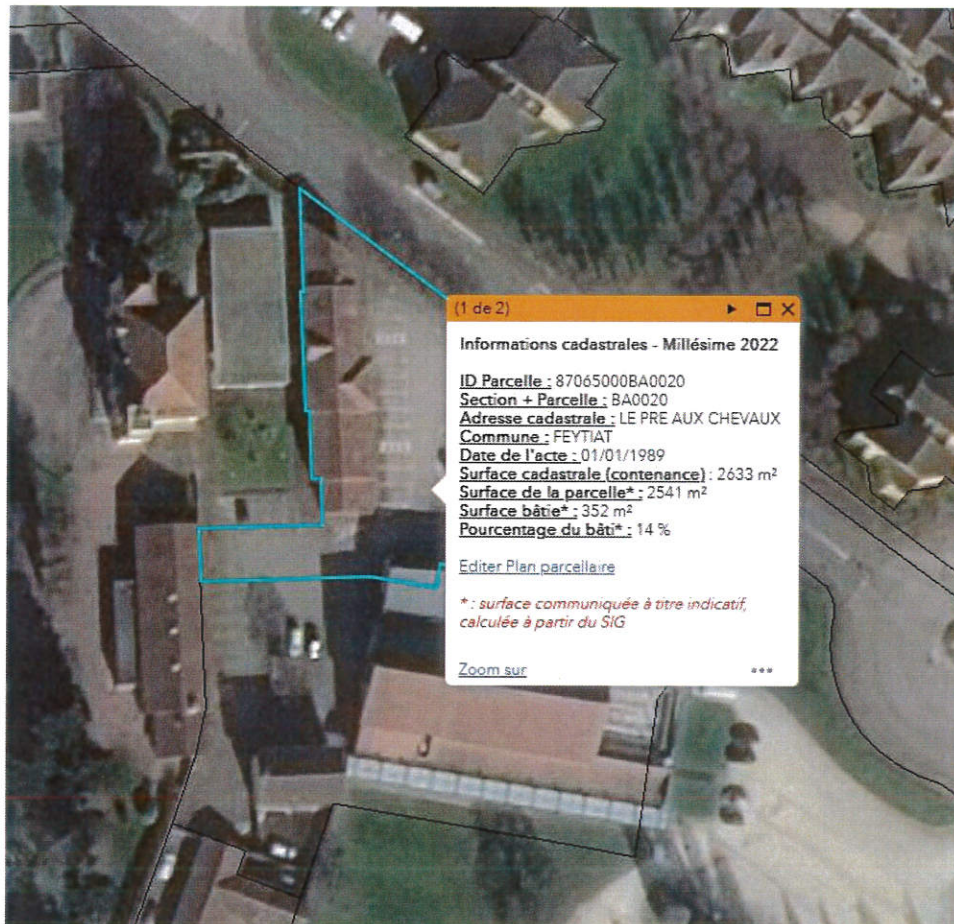 (1 de 2)
Informations cadastrales - Millésime 2022
ID Parcelle : 87065000BA0020
Section + Parcelle : BA0020
Adresse cadastrale : LE PRE AUX CHEVAUX
Commune : FEYTIAT
Date de l'acte : 01/01/1989
Surface cadastrale (contenance) : 2633 m²
Surface de la parcelle* : 2541 m²
Surface bâtie* : 352 m²
Pourcentage du bâti* : 14 %
Editer Plan parcellaire
* : surface communiquée à titre indicatif,
calculée à partir du SIG
Zoom sur